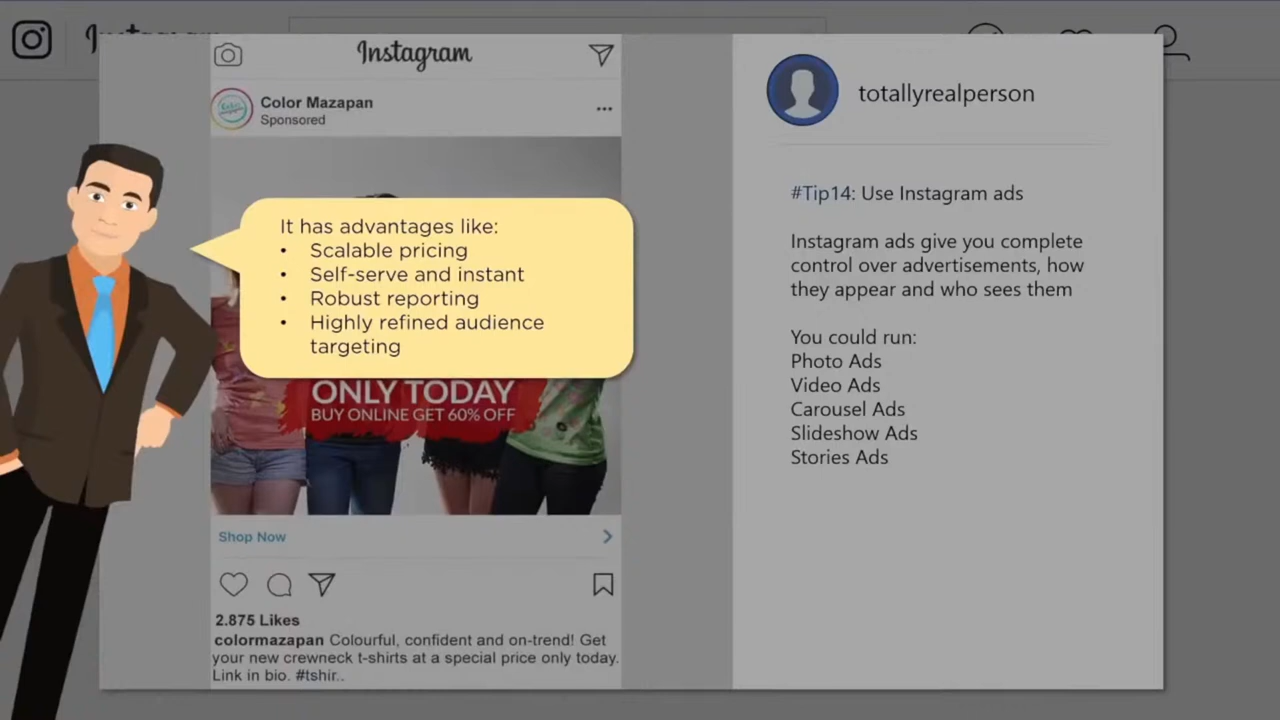 Instagram
Color Mazapan
Sponsored
It has advantages like:
• Scalable pricing
• Self-serve and instant
• Robust reporting
• Highly refined audience
targeting
ONLY TODAY
BUY ONLINE GET 60% OFF
Shop Now
2.875 Likes
colormazapan Colourful, confident and on-trend! Get
your new crewneck t-shirts at a special price only today.
Link in bio. #tshir..
totallyrealperson
#Tip14: Use Instagram ads
Instagram ads give you complete
control over advertisements, how
they appear and who sees them
You could run:
Photo Ads
Video Ads
Carousel Ads
Slideshow Ads
Stories Ads